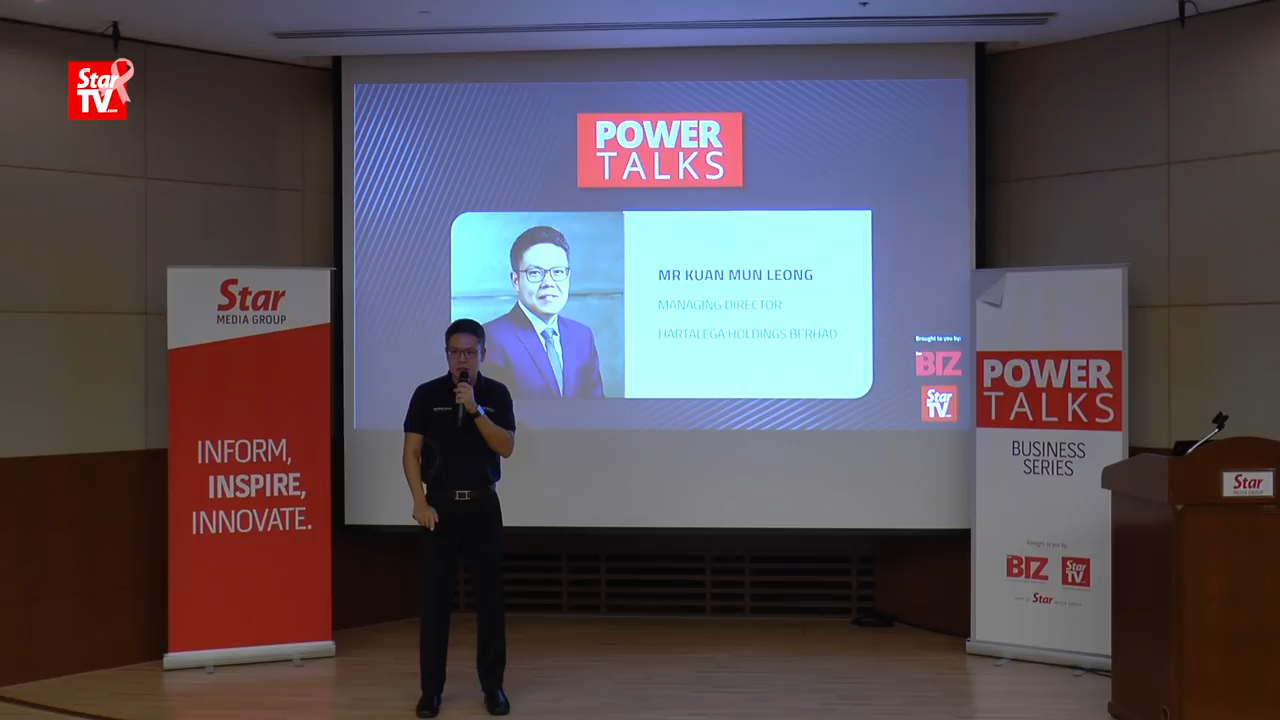 Star
TV.com
POWER
TALKS
MR KUAN MUN LEONG
MANAGING DIRECTOR
HARTALEGA HOLDINGS BERHAD
Brought to you by:
BIZ
Star
TV
Star
MEDIA GROUP
INFORM,
INSPIRE,
INNOVATE.
POWER
TALKS
BUSINESS
SERIES
Brought to you by:
BIZ
Star
TV
Star
Star
MEDIA GROUP